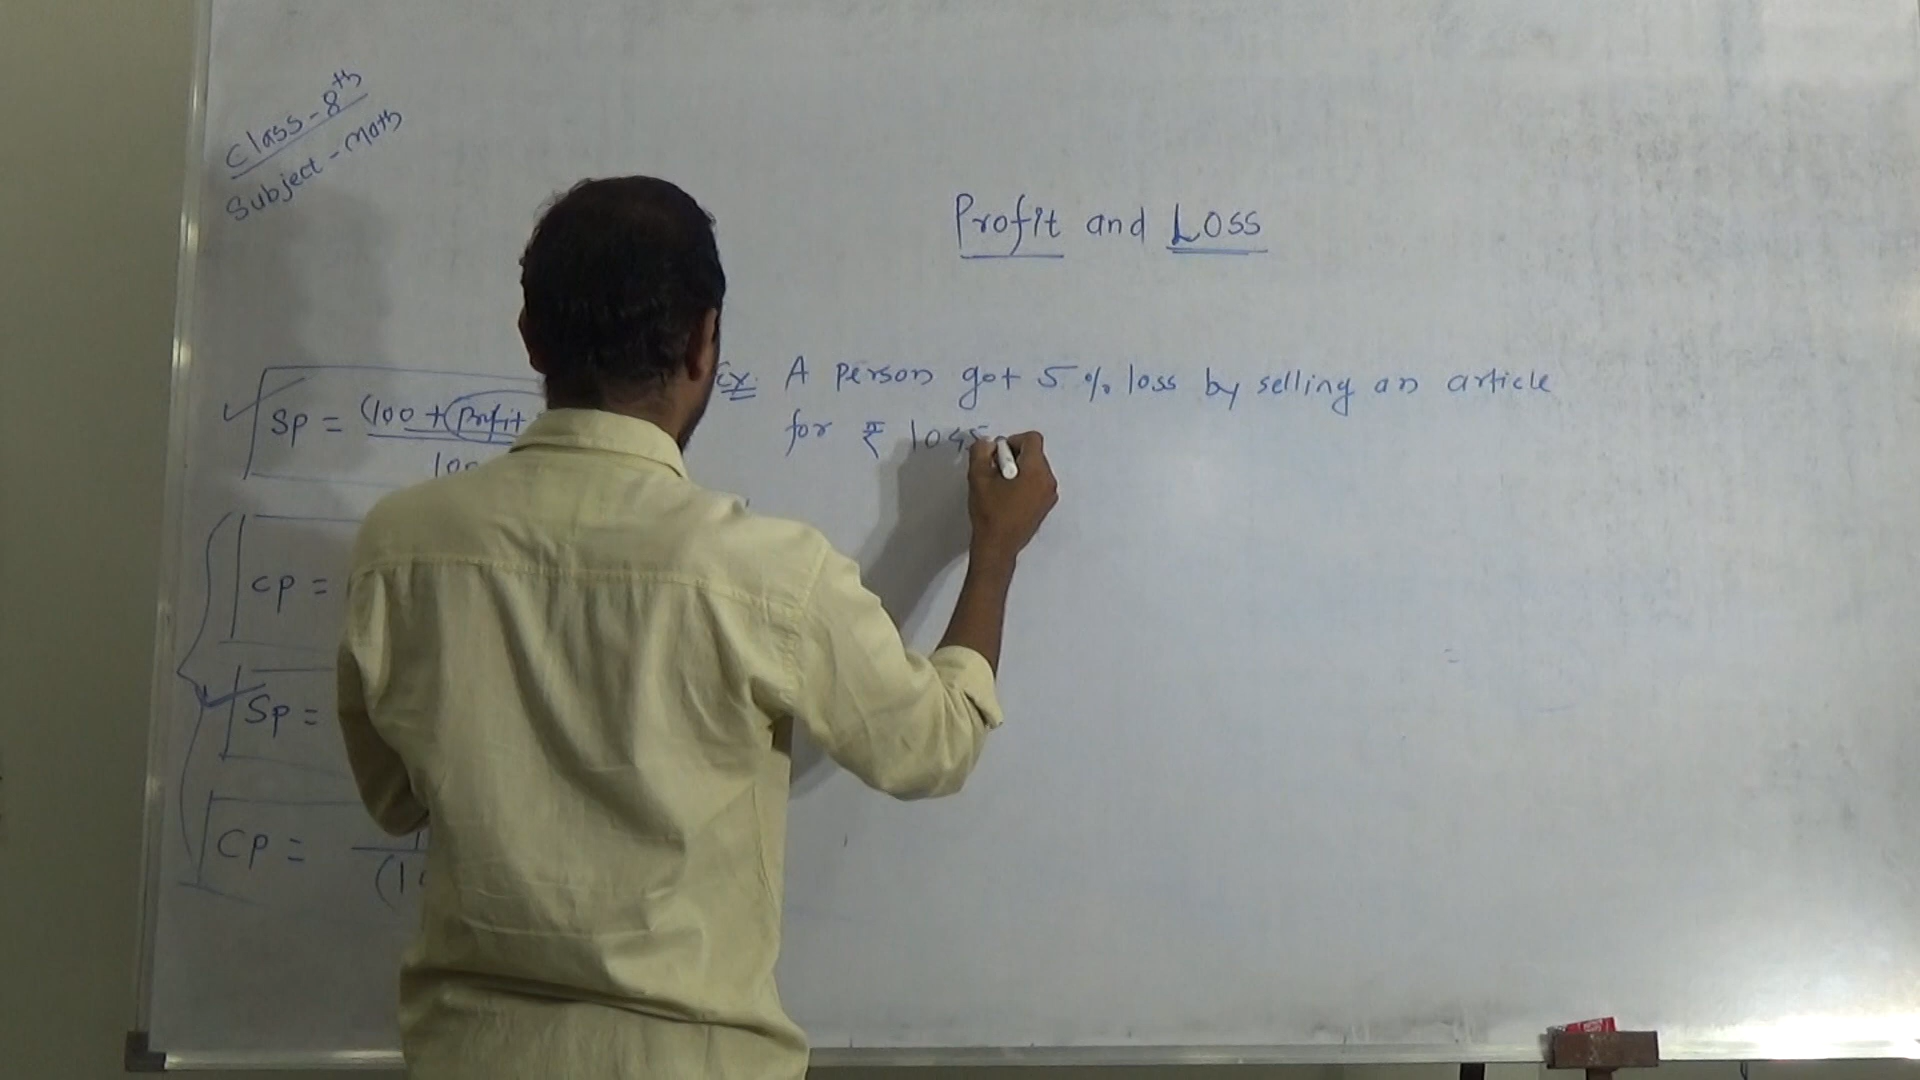 Class - 8th
Subject - Math
Profit and Loss
SP = (100 + Profit
100
CP =
SP =
CP =
(10
Ex: A person got 5% loss by selling an article
for ₹ 1045